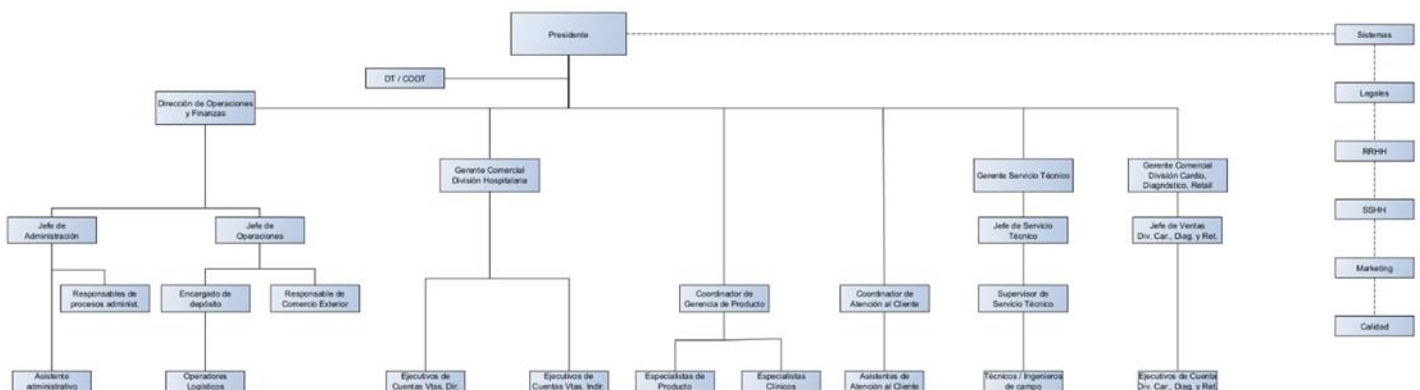 Presidente
Sistemas
DT / CODT
Legales
Dirección de Operaciones
y Finanzas
RRHH
Gerente Comercial
División Hospitalaria
Gerente Servicio Técnico
Gerente Comercial
División Cardio,
Diagnóstico, Retail
SSHH
Jefe de
Administración
Jefe de
Operaciones
Jefe de Servicio
Técnico
Jefe de Ventas
Div. Car., Diag. y Ret.
Marketing
Responsables de
procesos administ.
Encargado de
depósito
Responsable de
Comercio Exterior
Coordinador de
Gerencia de Producto
Coordinador de
Atención al Cliente
Supervisor de
Servicio Técnico
Calidad
Asistente
administrativo
Operadores
Logísticos
Ejecutivos de
Cuentas Vtas. Dir.
Ejecutivos de
Cuentas Vtas. Indir.
Especialistas de
Producto
Especialistas
Clínicos
Asistentes de
Atención al Cliente
Técnicos / Ingenieros
de campo
Ejecutivos de Cuenta
Div. Car., Diag. y Ret.